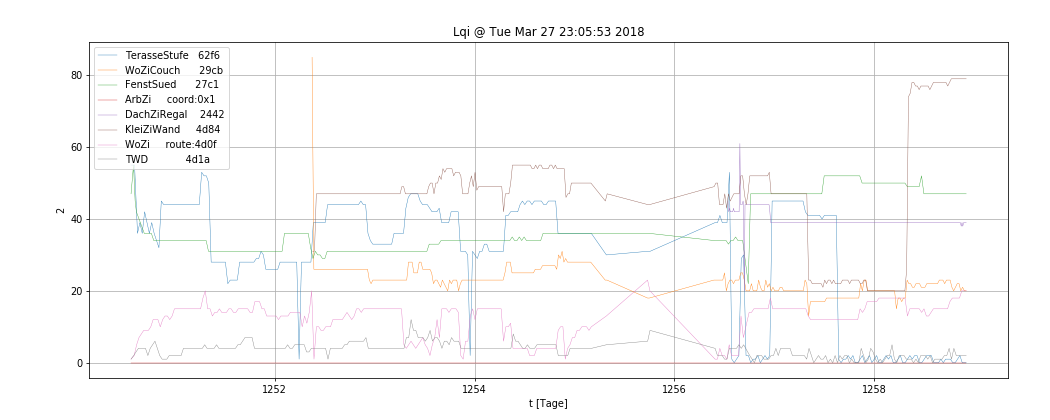 Lqi @ Tue Mar 27 23:05:53 2018
TerasseStufe 62f6
WoZiCouch 29cb
FenstSued 27c1
ArbZi coord:0x1
DachZiRegal 2442
KleiZiWand 4d84
WoZi route:4d0f
TWD 4d1a
80
60
40
20
0
2
1252 1254 1256 1258
t [Tage]